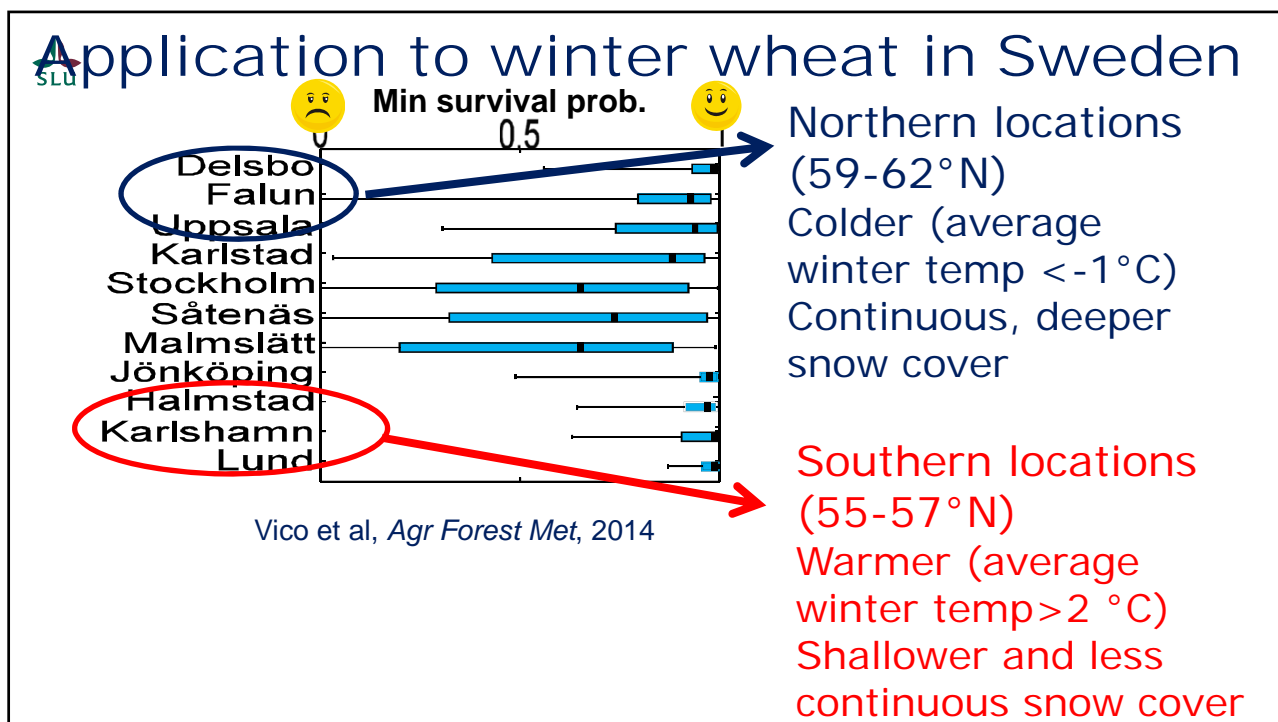 Application to winter wheat in Sweden
SLU
Min survival prob.
0 0,5 1
Delsbo
Falun
Uppsala
Karlstad
Stockholm
Såtenäs
Malmslätt
Jönköping
Halmstad
Karlshamn
Lund
Vico et al, Agr Forest Met, 2014
Northern locations
(59-62°N)
Colder (average
winter temp <-1°C)
Continuous, deeper
snow cover
Southern locations
(55-57°N)
Warmer (average
winter temp>2 °C)
Shallower and less
continuous snow cover